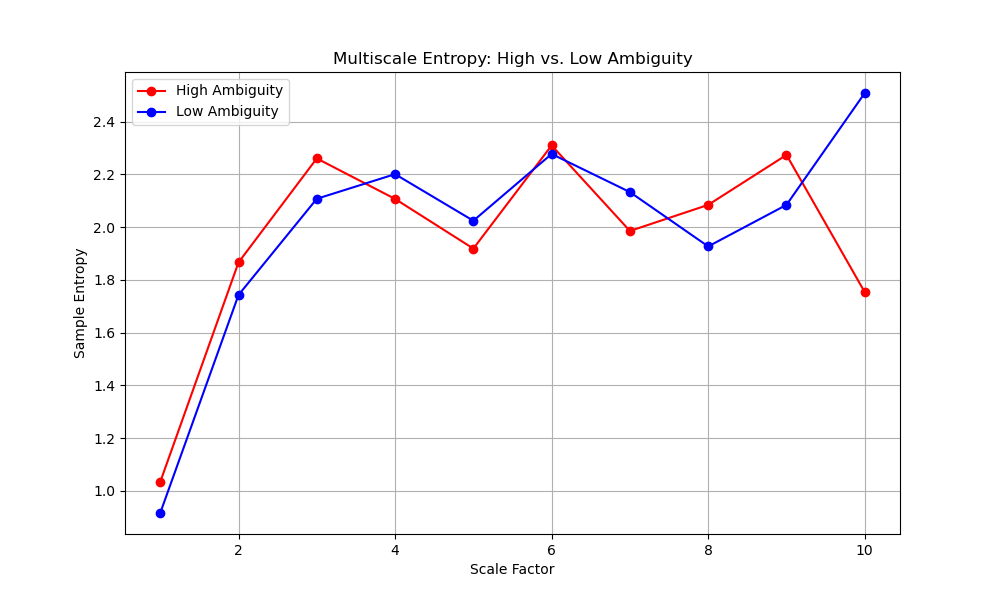 Multiscale Entropy: High vs. Low Ambiguity
High Ambiguity
Low Ambiguity
Sample Entropy
2.4
2.2
2.0
1.8
1.6
1.4
1.2
1.0
2 4 6 8 10
Scale Factor